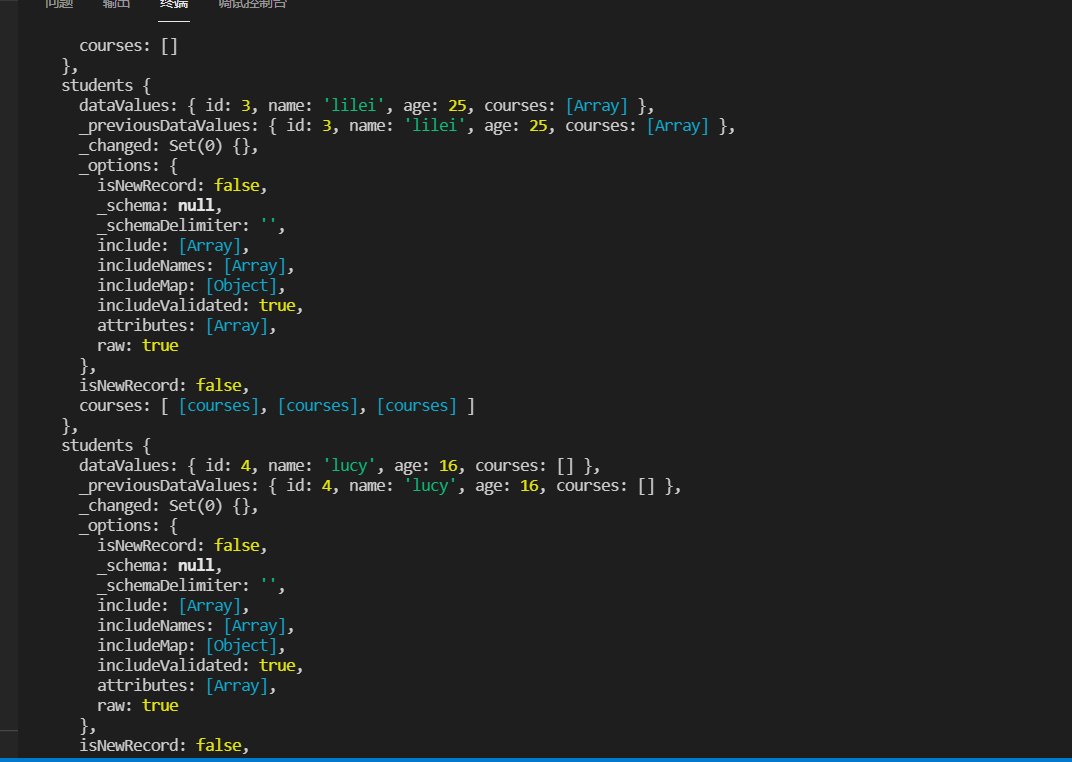 问题 输出 终端 调试控制台
courses: []
},
students {
dataValues: { id: 3, name: 'lilei', age: 25, courses: [Array] },
_previousDataValues: { id: 3, name: 'lilei', age: 25, courses: [Array] },
_changed: Set(0) {},
_options: {
isNewRecord: false,
_schema: null,
_schemaDelimiter: '',
include: [Array],
includeNames: [Array],
includeMap: [Object],
includeValidated: true,
attributes: [Array],
raw: true
},
isNewRecord: false,
courses: [ [courses], [courses], [courses] ]
},
students {
dataValues: { id: 4, name: 'lucy', age: 16, courses: [] },
_previousDataValues: { id: 4, name: 'lucy', age: 16, courses: [] },
_changed: Set(0) {},
_options: {
isNewRecord: false,
_schema: null,
_schemaDelimiter: '',
include: [Array],
includeNames: [Array],
includeMap: [Object],
includeValidated: true,
attributes: [Array],
raw: true
},
isNewRecord: false,